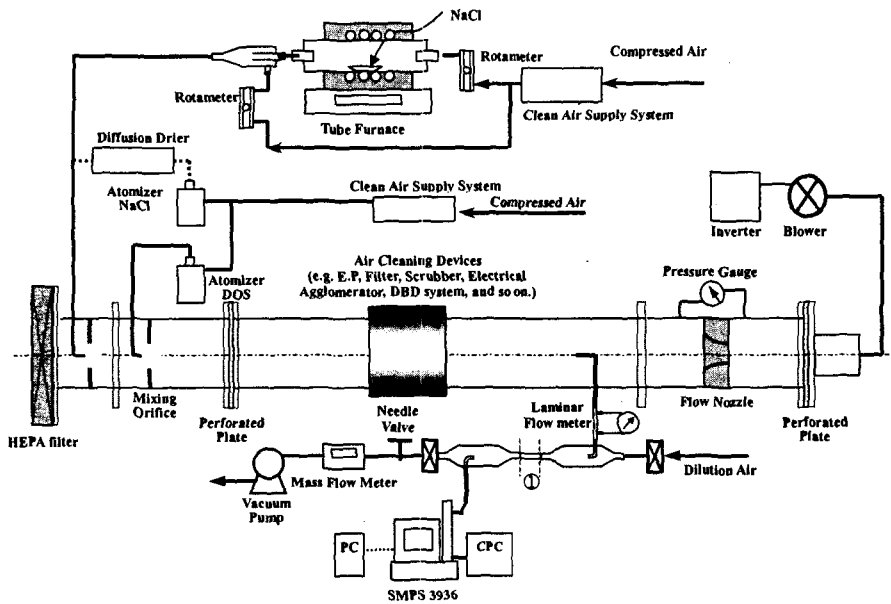 NaCl
Compressed Air
Rotameter
Rotameter
Clean Air Supply System
Tube Furnace
Diffusion Drier
Atomizer
NaCl
Clean Air Supply System
Compressed Air
Inverter
Blower
Air Cleaning Devices
(e.g. E.P, Filter, Scrubber, Electrical
Agglomerator, DBD system, and so on.)
Atomizer
DOS
Pressure Gauge
Mixing
Orifice
Perforated
Plate
Needle
Valve
Laminar
Flow meter
Flow Nozzle
Perforated
Plate
HEPA filter
Mass Flow Meter
Dilution Air
Vacuum
Pump
①
PC
CPC
SMPS 3936